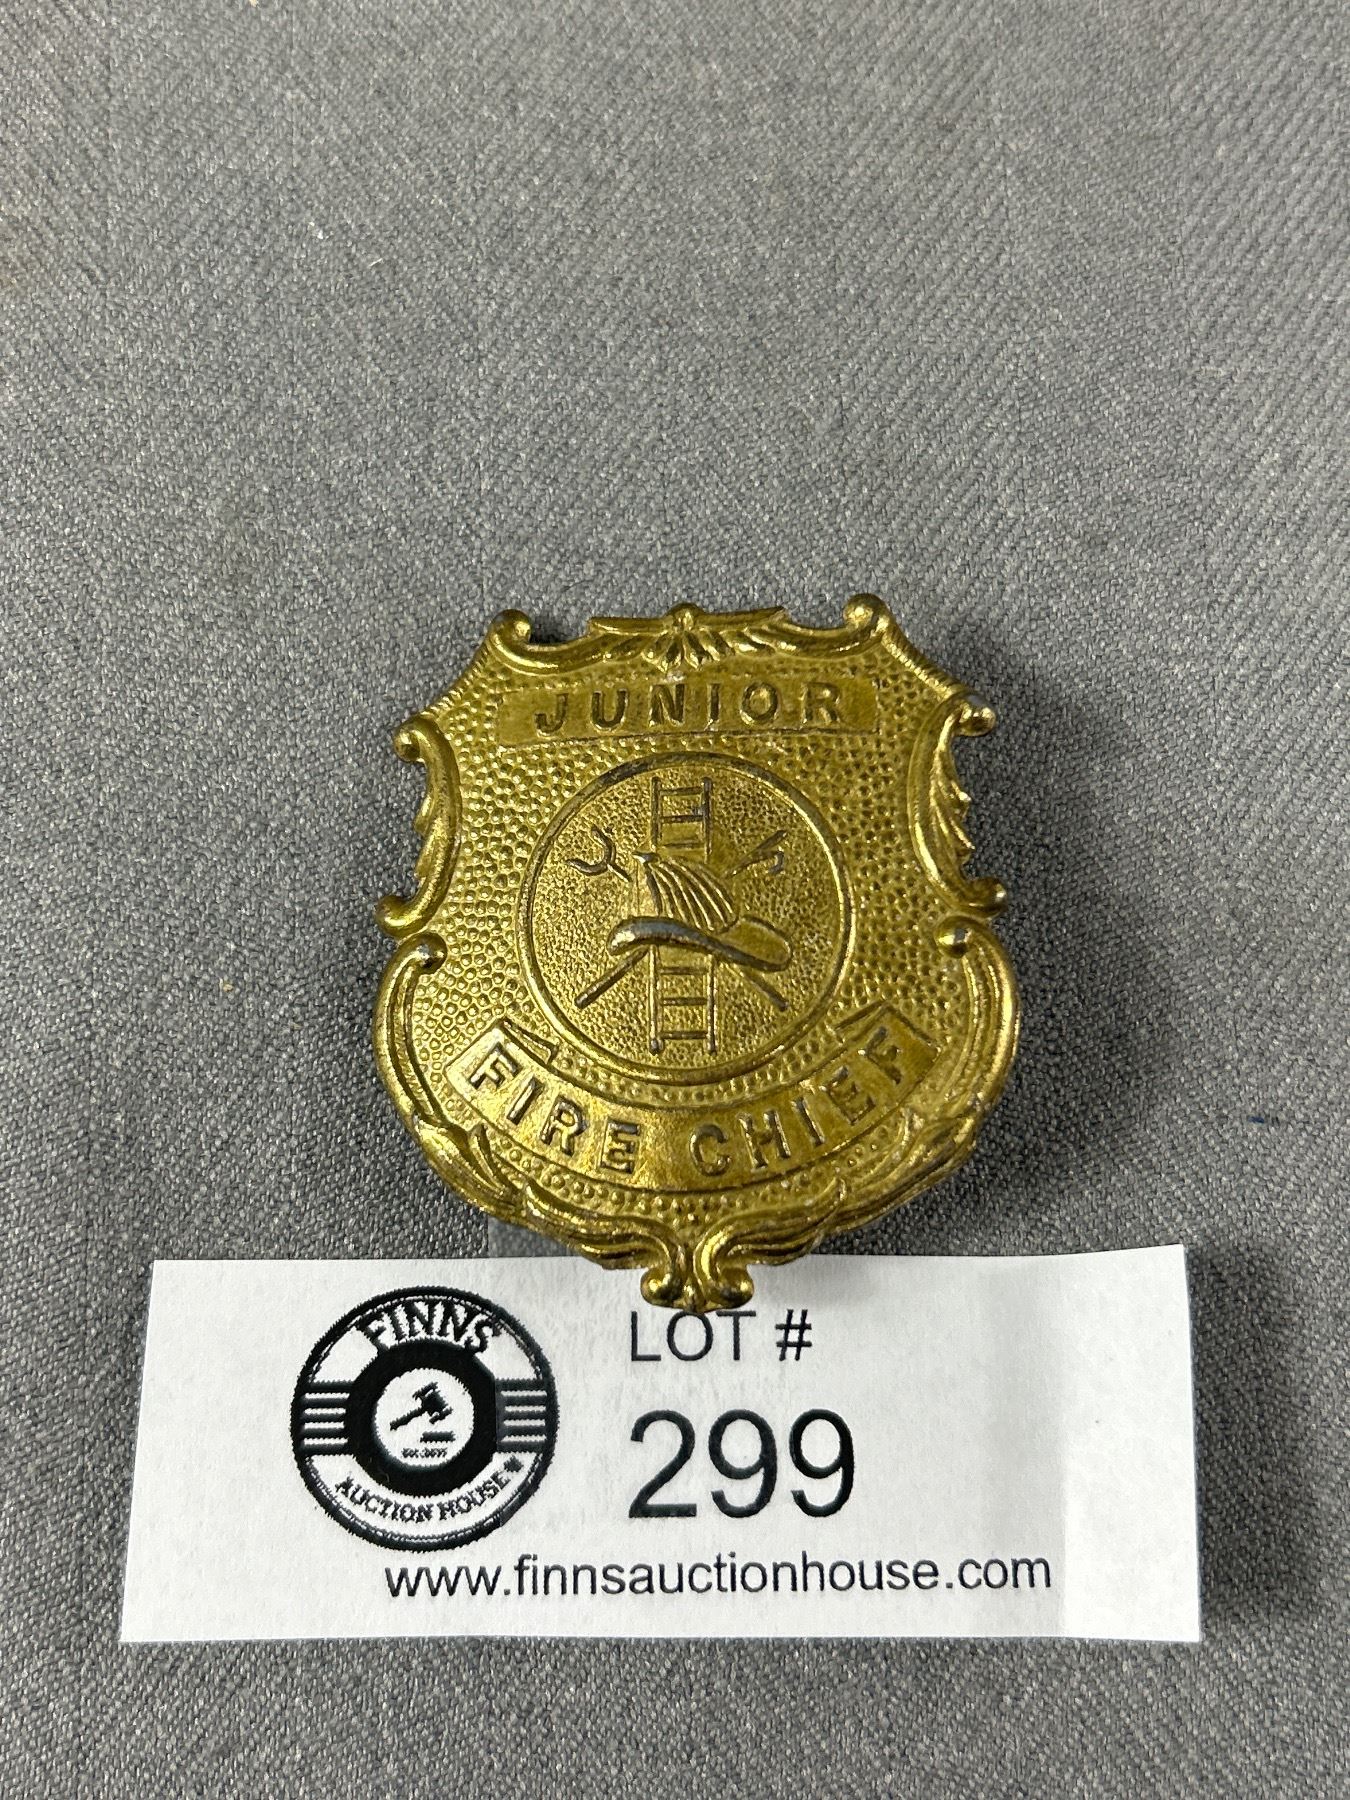 JUNIOR
FIRE CHIEF
FINNS
AUCTION HOUSE
LOT #
299
www.finnsauctionhouse.com